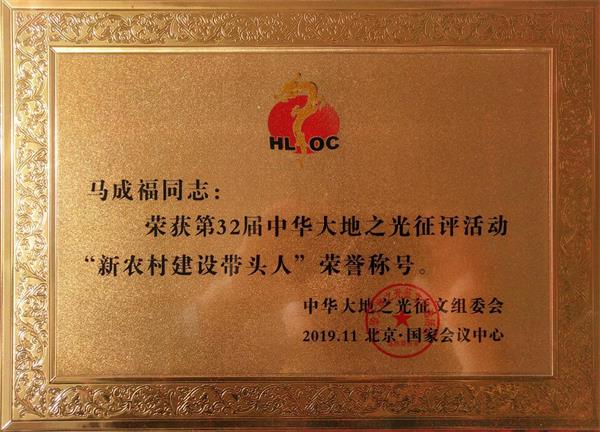 HL OC
马成福同志：
荣获第32届中华大地之光征评活动
“新农村建设带头人”荣誉称号。
中华大地之光征文组委会
2019.11 北京·国家会议中心